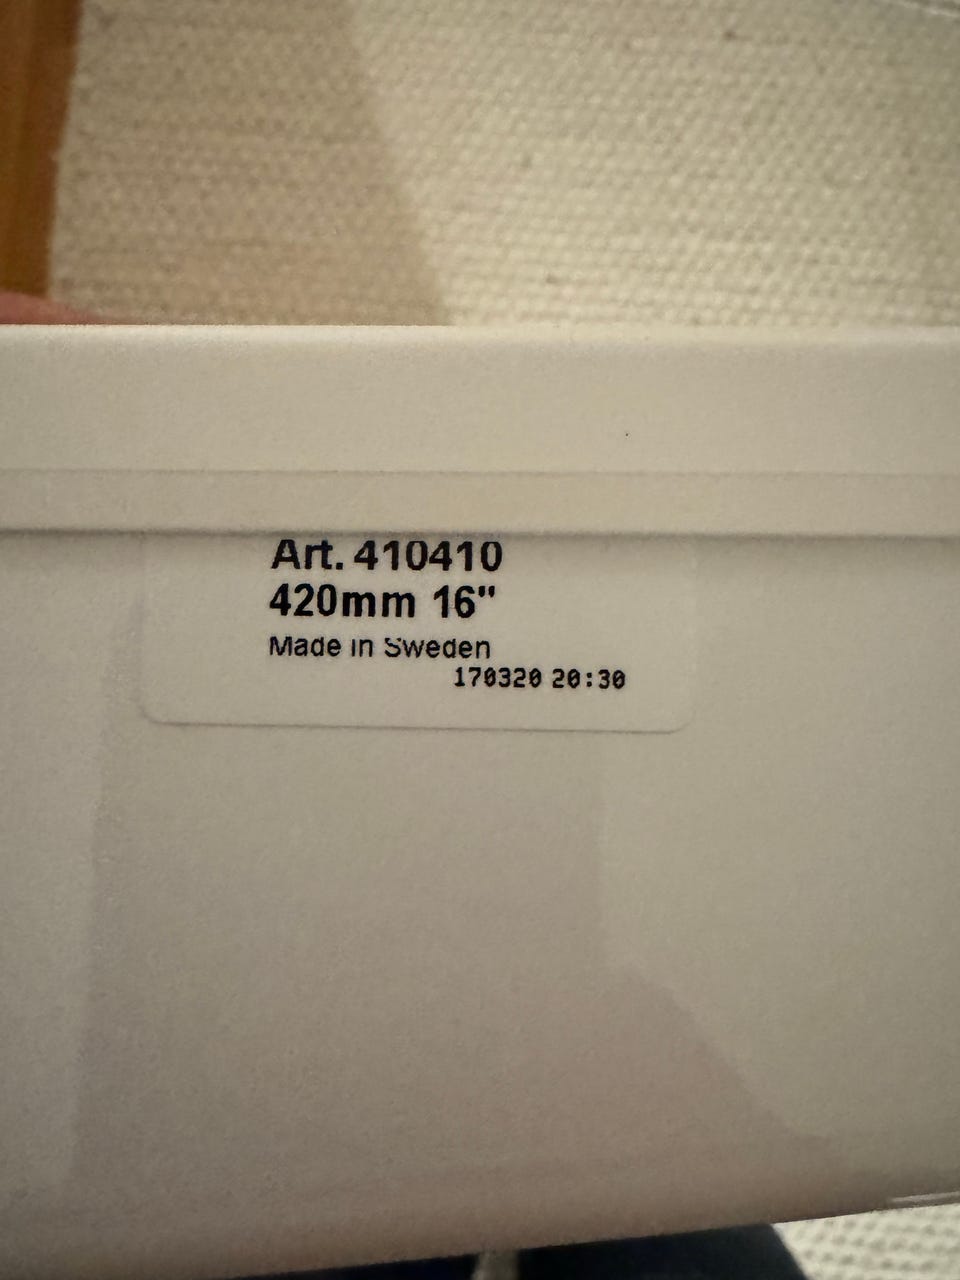 Art. 410410
420mm 16"
Made in Sweden
170320 20:30